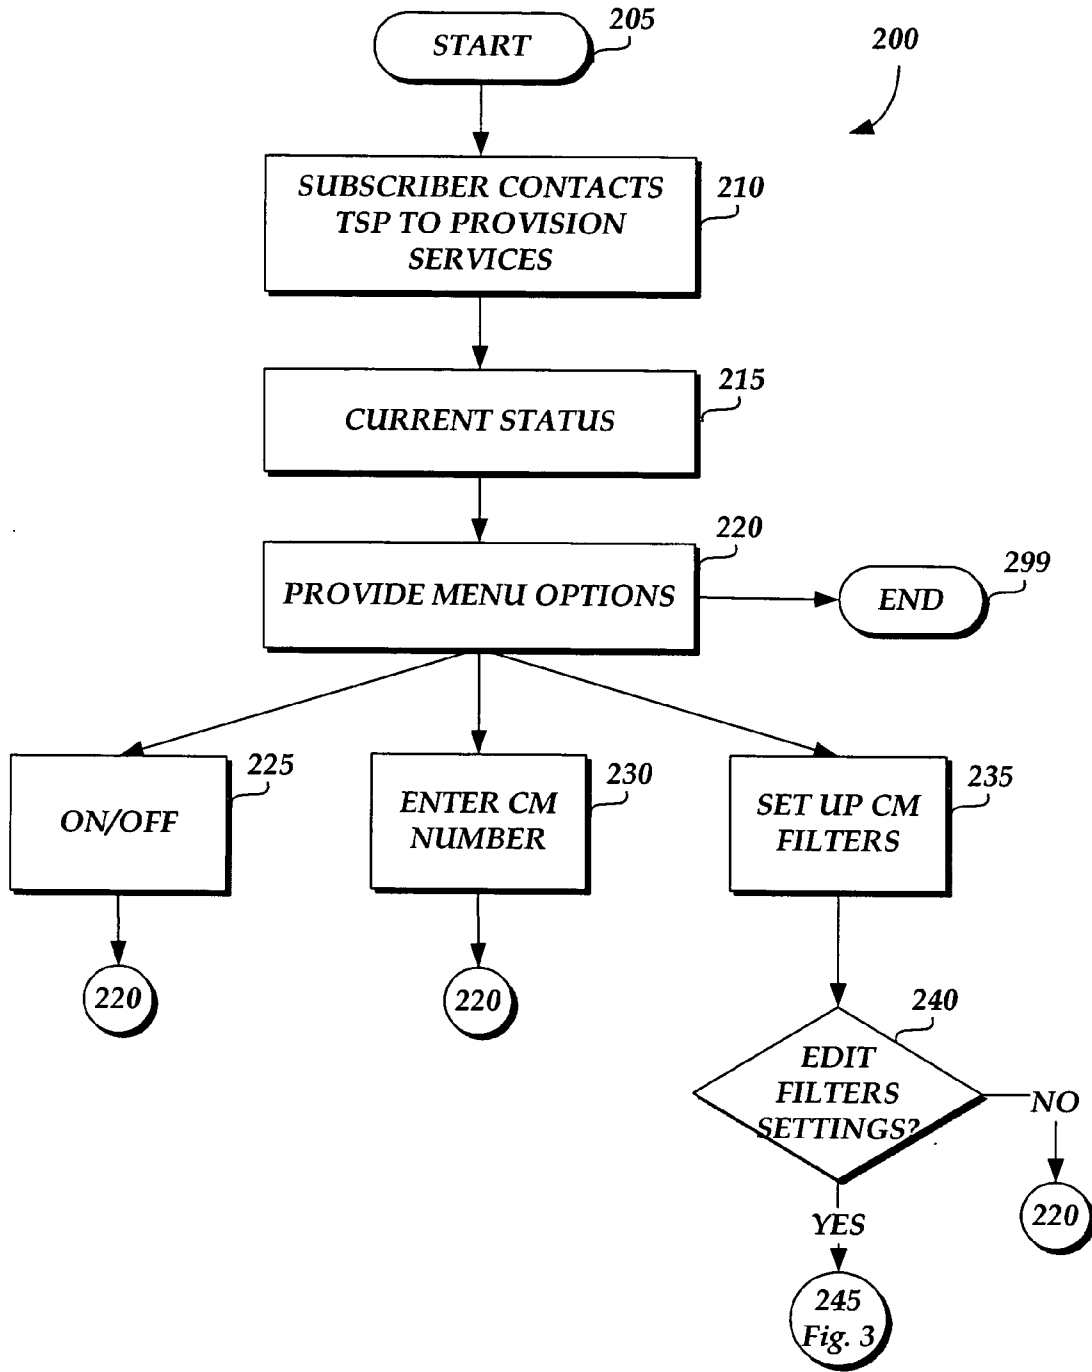 START
205
200
SUBSCRIBER CONTACTS
TSP TO PROVISION
SERVICES
210
CURRENT STATUS
215
PROVIDE MENU OPTIONS
220
END
299
ON/OFF
225
ENTER CM
NUMBER
230
SET UP CM
FILTERS
235
220
220
EDIT
FILTERS
SETTINGS?
240
NO
220
YES
245
Fig. 3